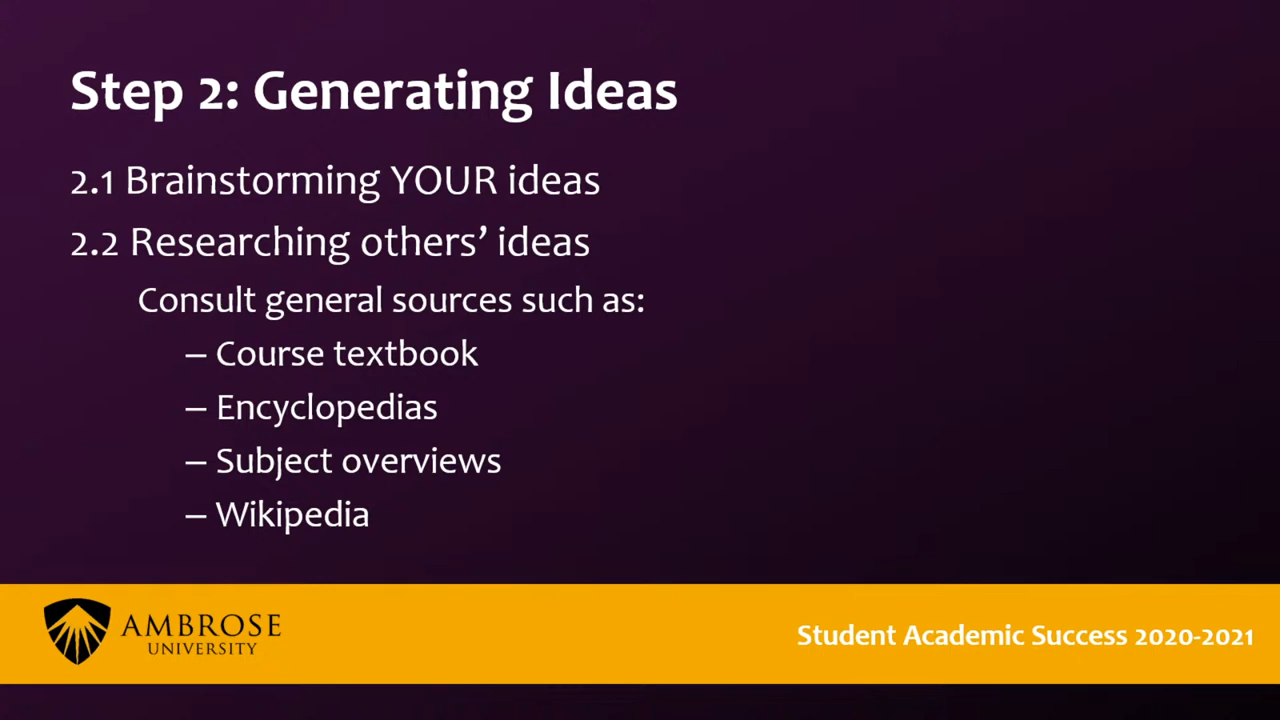 Step 2: Generating Ideas
2.1 Brainstorming YOUR ideas
2.2 Researching others’ ideas
Consult general sources such as:
– Course textbook
– Encyclopedias
– Subject overviews
– Wikipedia
AMBROSE
UNIVERSITY
Student Academic Success 2020-2021